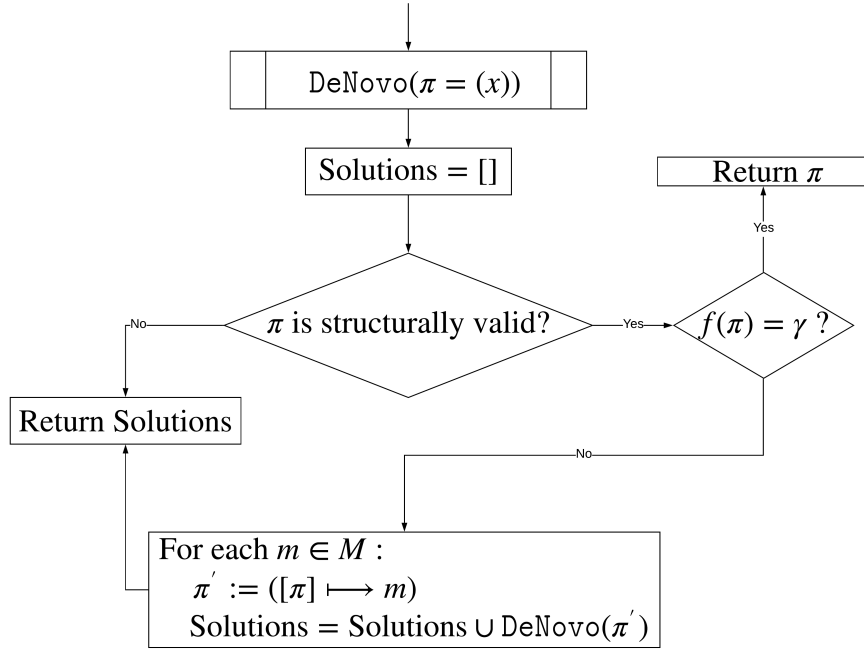 DeNovo(π = (x))
Solutions = []
Return π
Yes
No
π is structurally valid?
Yes
f(π) = γ ?
Return Solutions
No
For each m ∈ M :
π′ := ([π] ⟼ m)
Solutions = Solutions ∪ DeNovo(π′)